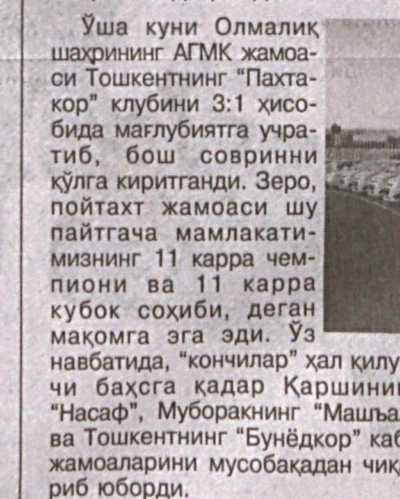 Ўша куни Олмалиқ
шаҳрининг АГМК жамоа-
си Тошкентнинг “Пахта-
кор” клубини 3:1 ҳисо-
бида мағлубиятга учра-
тиб, бош совринни
қўлга киритганди. Зеро,
пойтахт жамоаси шу
пайтгача мамлакати-
мизнинг 11 карра чем-
пиони ва 11 карра
кубок соҳиби, деган
мақомга эга эди. Ўз
навбатида, “кончилар” ҳал қилу
чи баҳсга қадар Қаршини
“Насаф”, Муборакнинг “Машъа
ва Тошкентнинг “Бунёдкор” каб
жамоаларини мусобақадан чиқ
риб юборди.